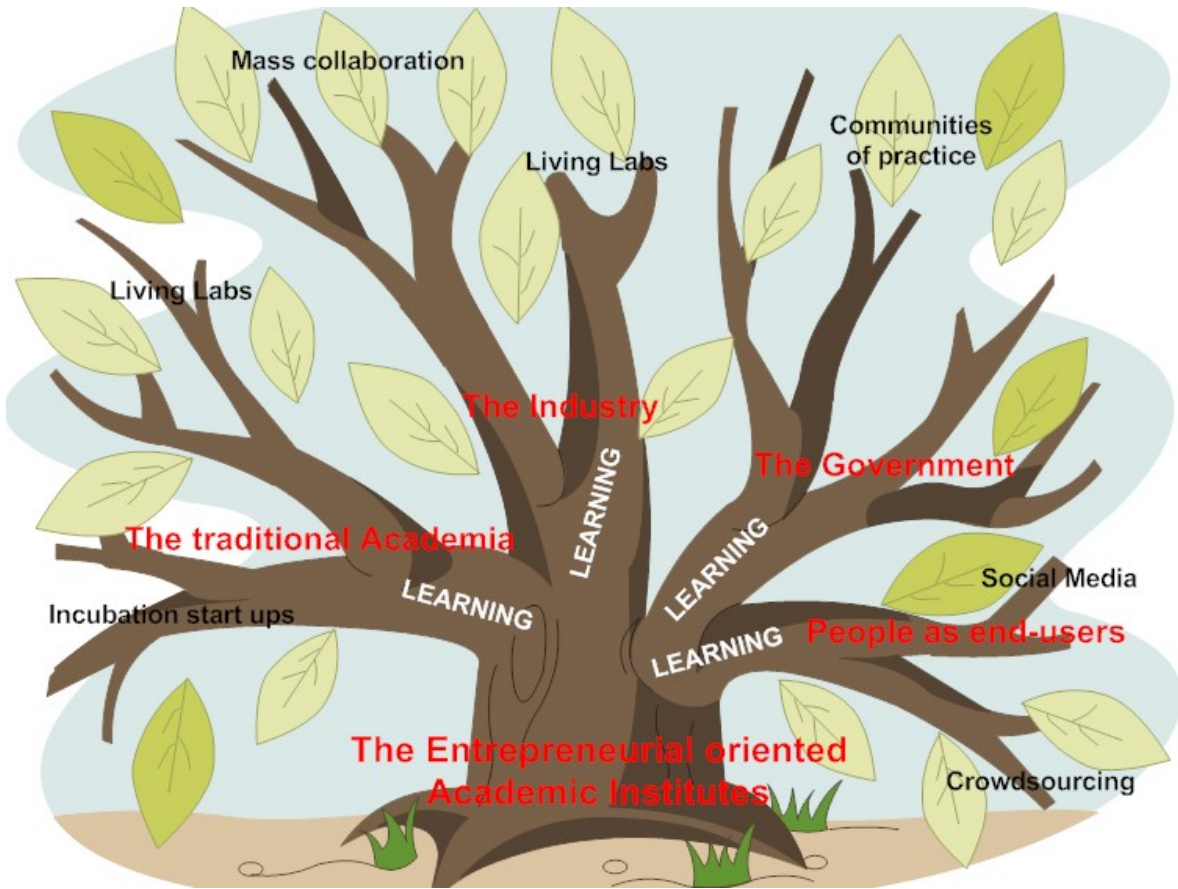 Mass collaboration
Communities
of practice
Living Labs
Living Labs
The Industry
The Government
LEARNING
The traditional Academia
LEARNING
LEARNING
Social Media
Incubation start ups
People as end-users
LEARNING
The Entrepreneurial oriented
Academic Institutes
Crowdsourcing